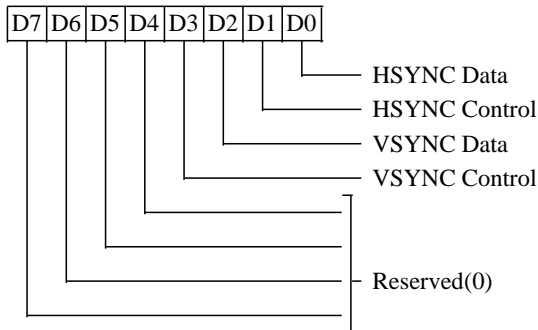 D7 D6 D5 D4 D3 D2 D1 D0
HSYNC Data
HSYNC Control
VSYNC Data
VSYNC Control
Reserved(0)